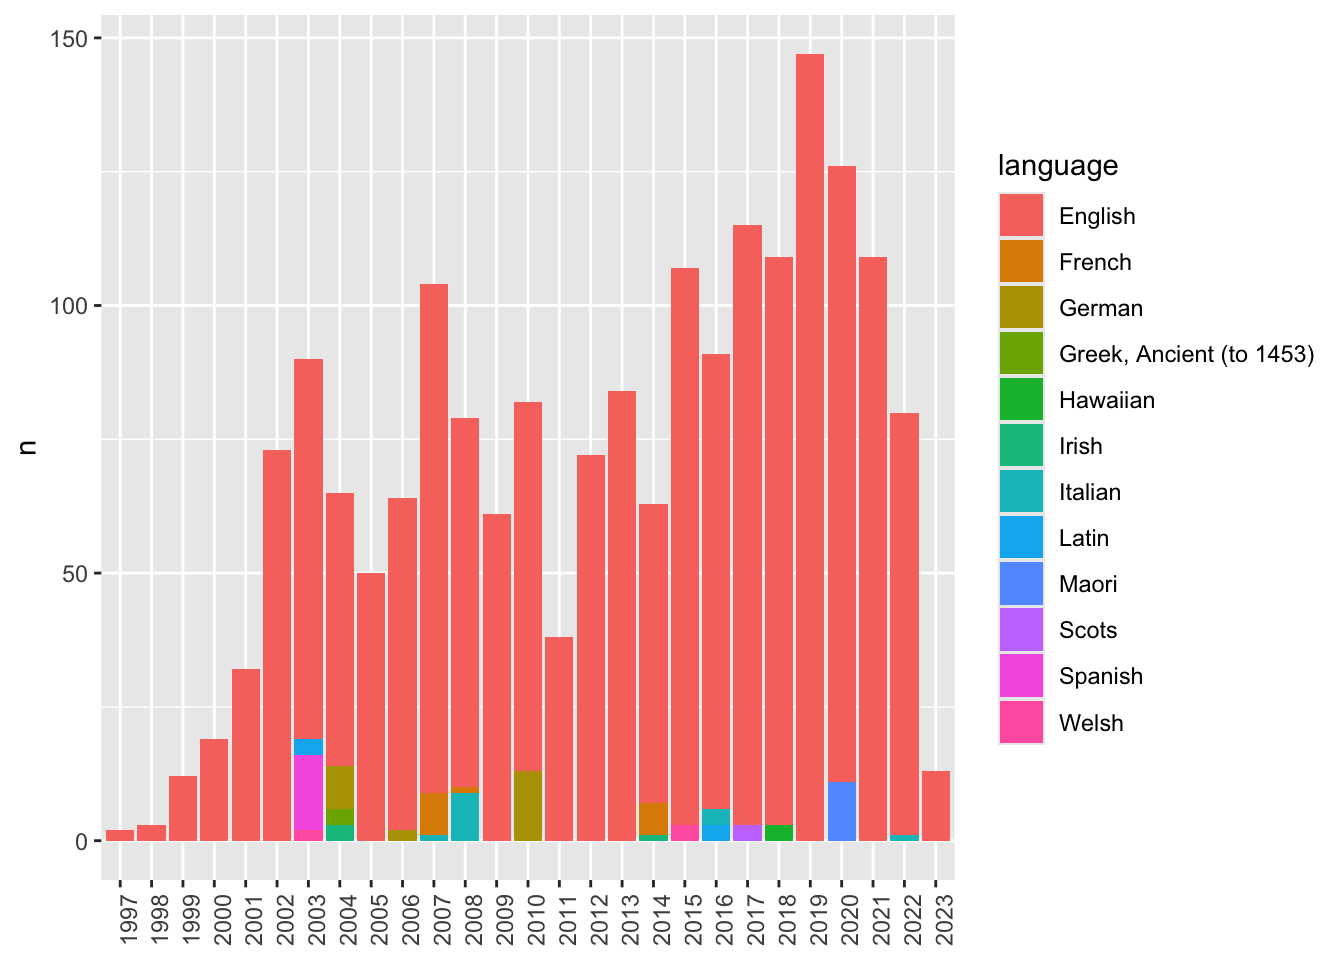 150
100
50
0
n
1997
1998
1999
2000
2001
2002
2003
2004
2005
2006
2007
2008
2009
2010
2011
2012
2013
2014
2015
2016
2017
2018
2019
2020
2021
2022
2023
language
English
French
German
Greek, Ancient (to 1453)
Hawaiian
Irish
Italian
Latin
Maori
Scots
Spanish
Welsh